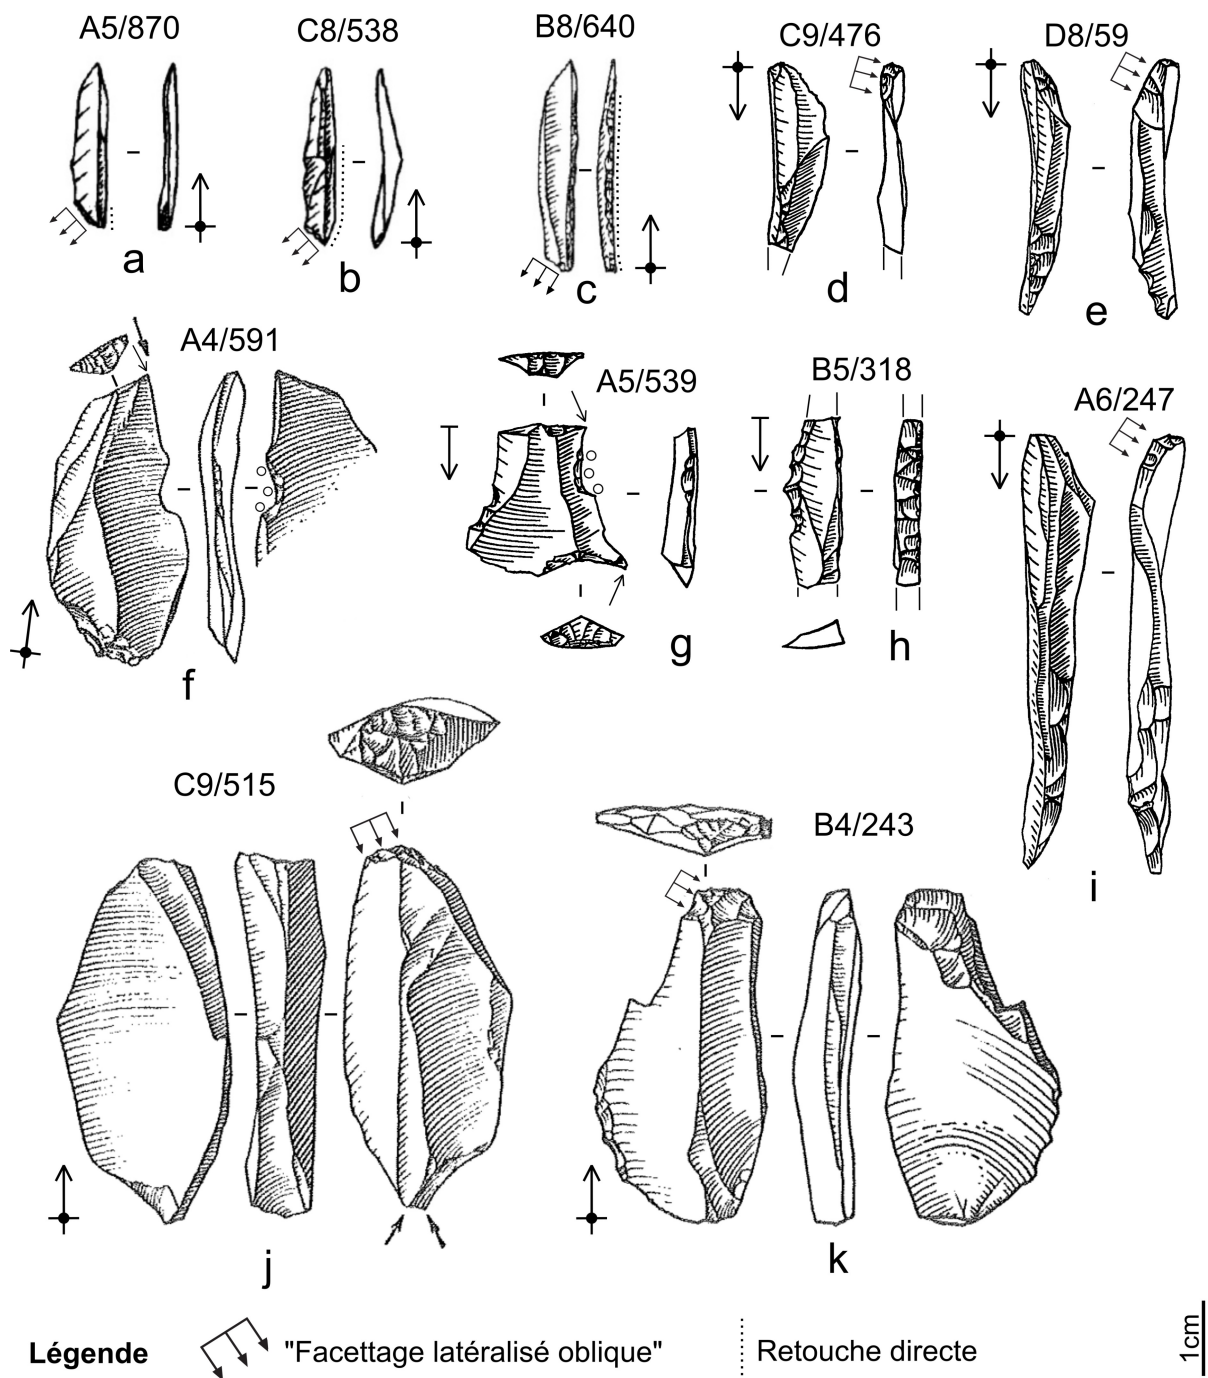 A5/870
C8/538
B8/640
C9/476
D8/59
a
b
c
d
e
A4/591
A5/539
B5/318
A6/247
f
g
h
i
C9/515
B4/243
j
k
Légende
"Facettage latéralisé oblique"
Retouche directe
1cm